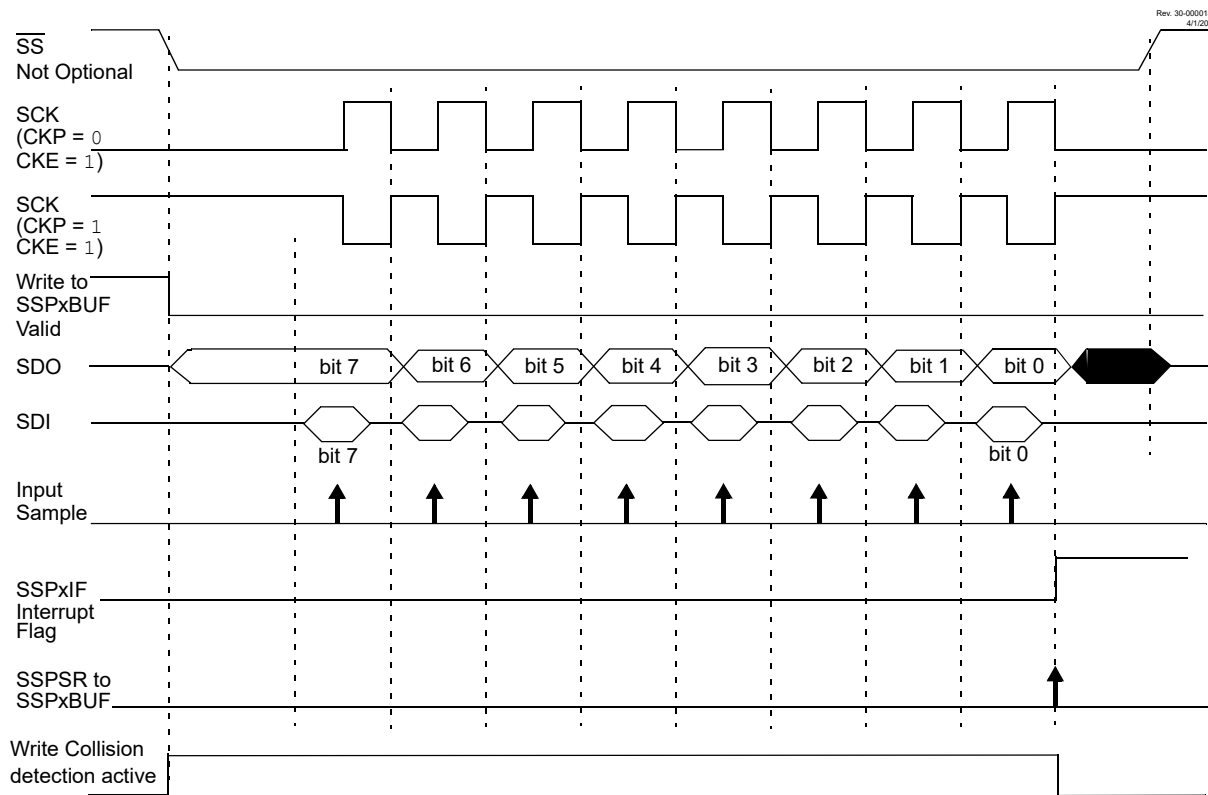 Rev. 30-00001
4/1/20
SS
Not Optional
SCK
(CKP = 0
CKE = 1)
SCK
(CKP = 1
CKE = 1)
Write to
SSPxBUF
Valid
SDO
bit 7
bit 6
bit 5
bit 4
bit 3
bit 2
bit 1
bit 0
SDI
bit 7
bit 0
Input
Sample
SSPxIF
Interrupt
Flag
SSPSR to
SSPxBUF
Write Collision
detection active